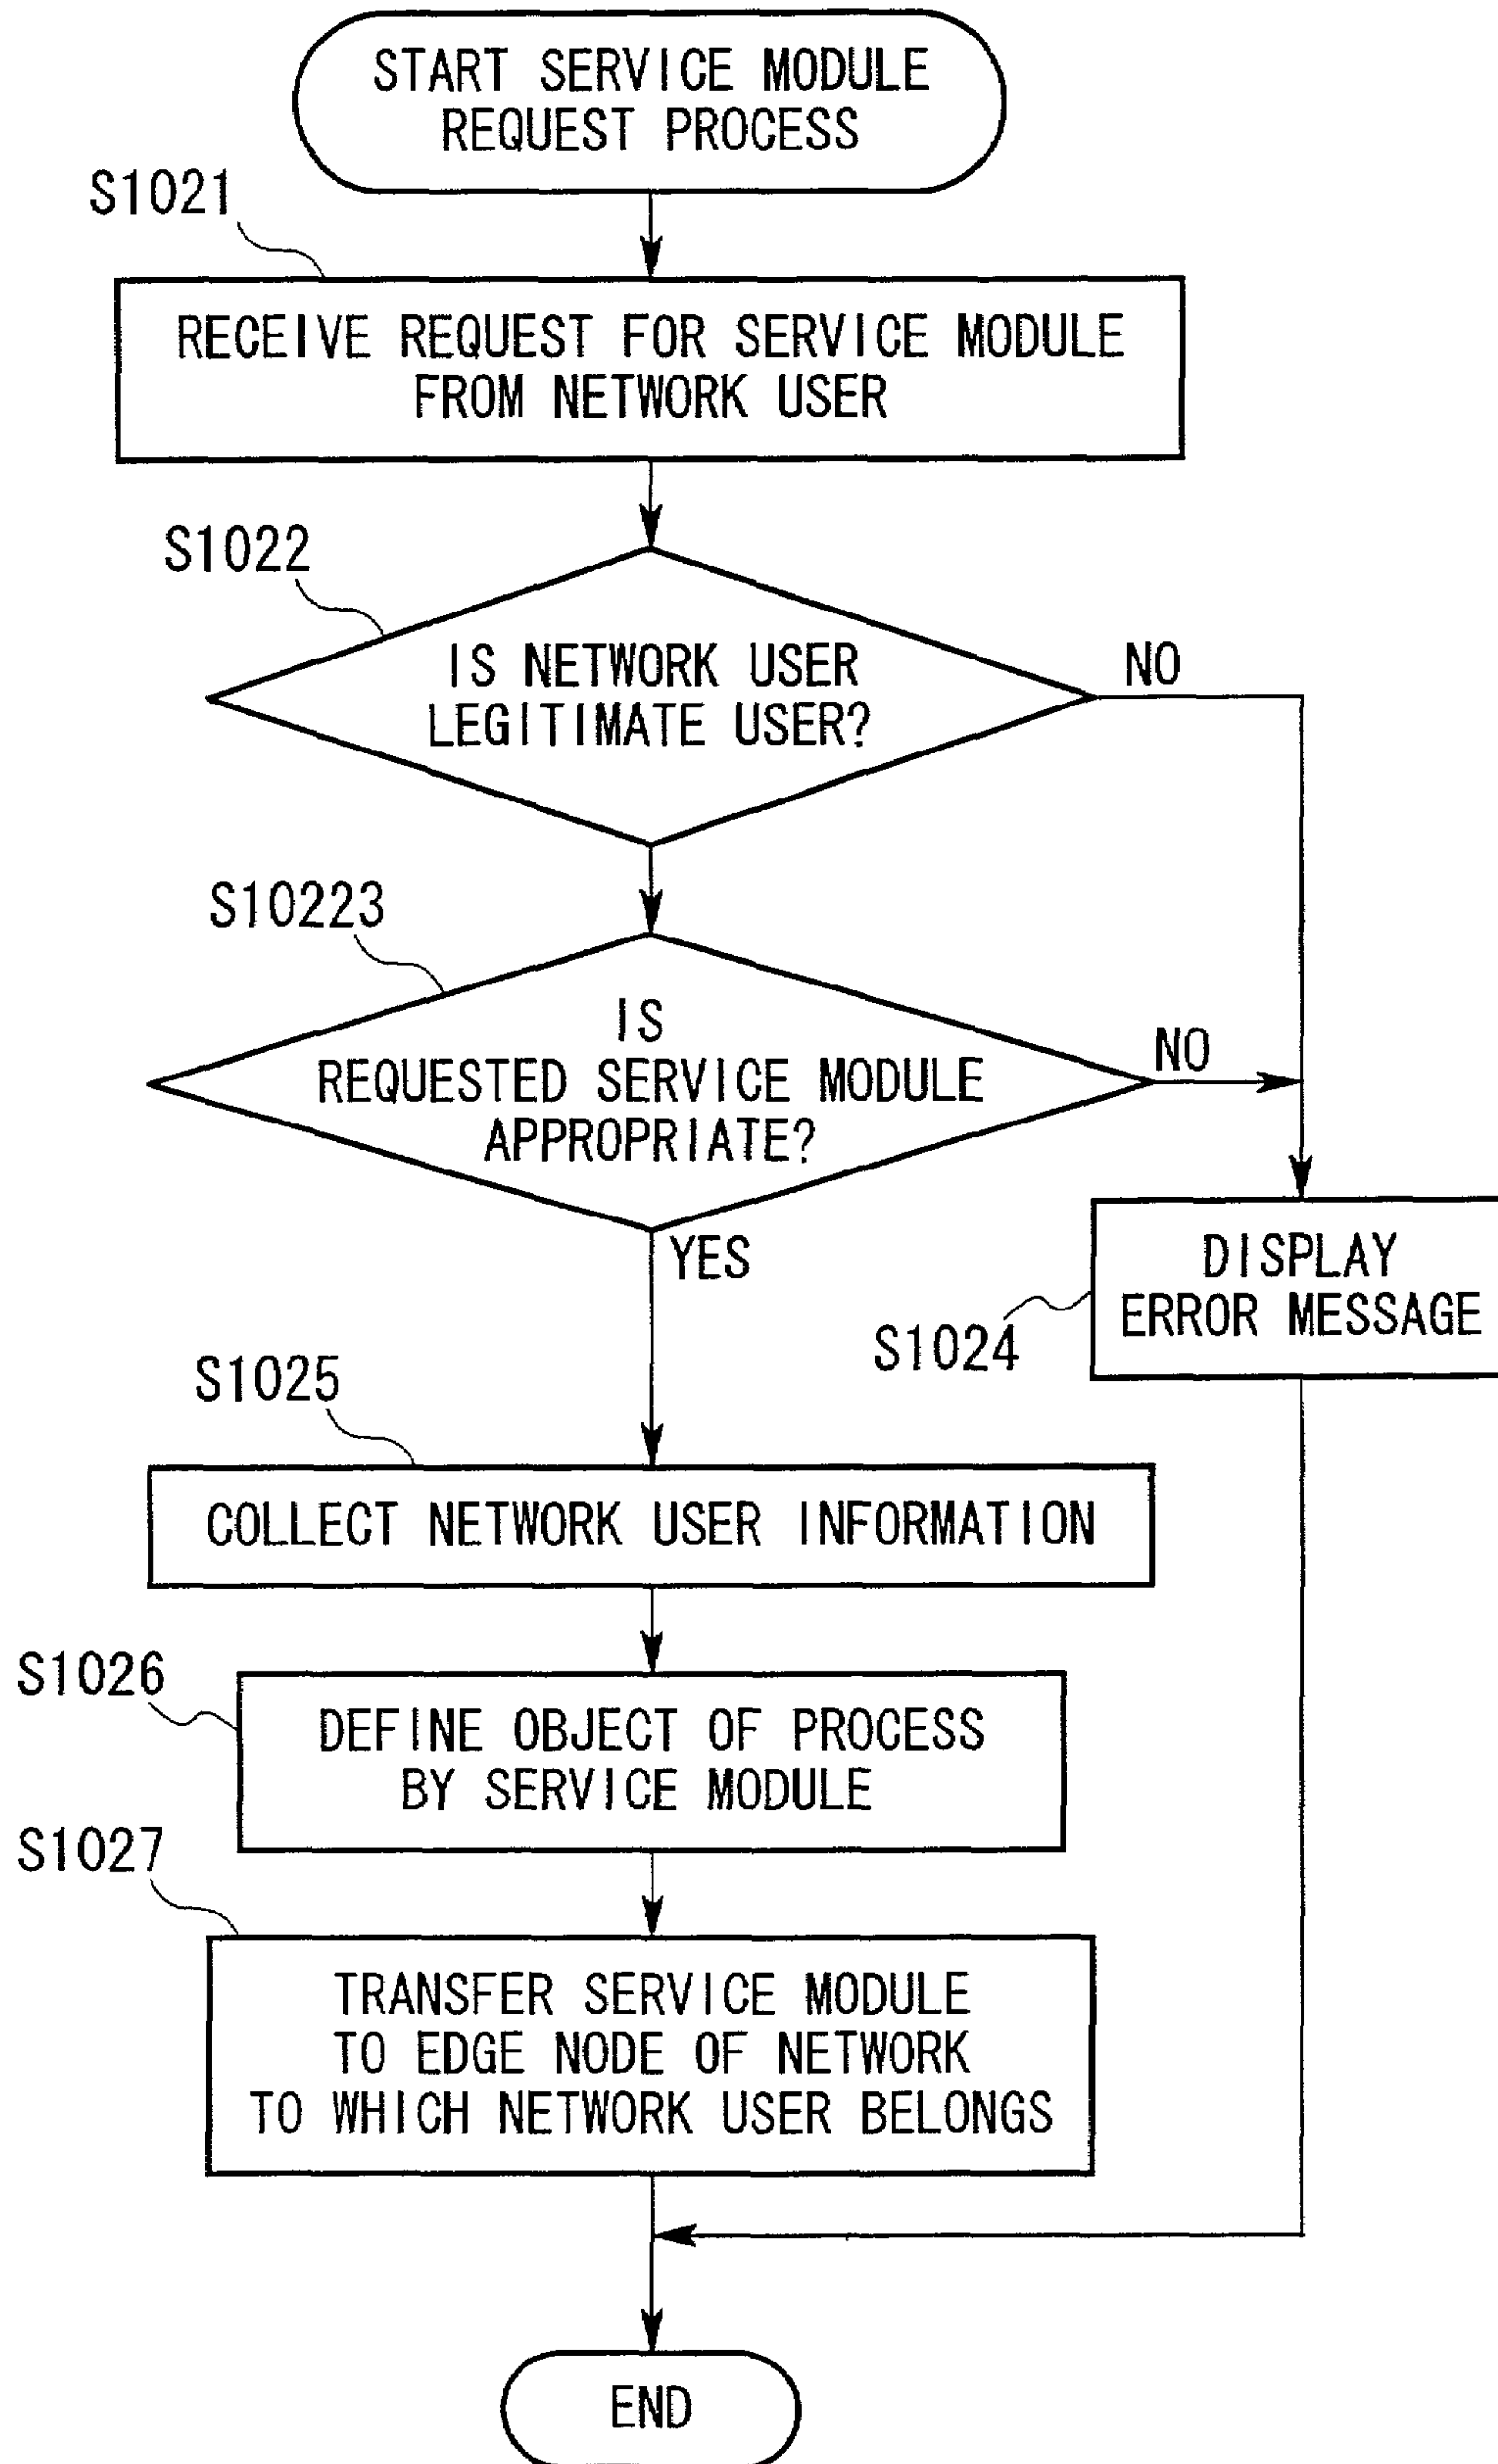 START SERVICE MODULE
REQUEST PROCESS
S1021
RECEIVE REQUEST FOR SERVICE MODULE
FROM NETWORK USER
S1022
IS NETWORK USER
LEGITIMATE USER?
NO
S10223
IS
REQUESTED SERVICE MODULE
APPROPRIATE?
NO
YES
DISPLAY
ERROR MESSAGE
S1024
S1025
COLLECT NETWORK USER INFORMATION
S1026
DEFINE OBJECT OF PROCESS
BY SERVICE MODULE
S1027
TRANSFER SERVICE MODULE
TO EDGE NODE OF NETWORK
TO WHICH NETWORK USER BELONGS
END